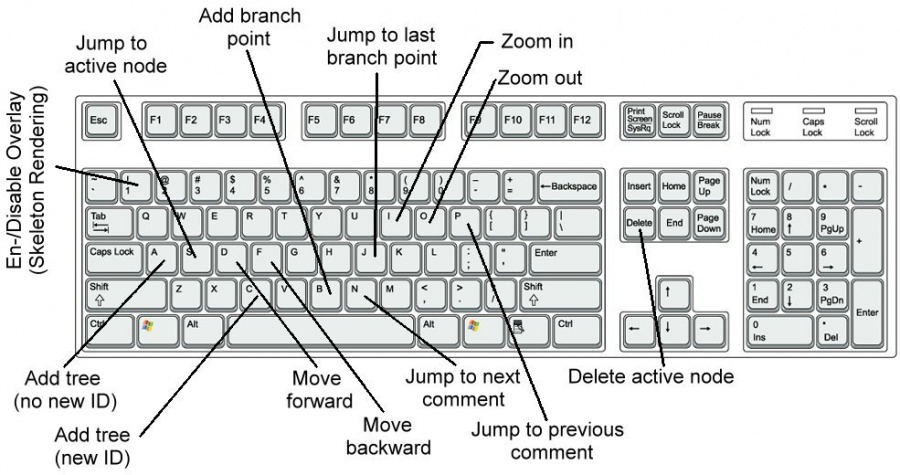 Add branch
point
Jump to
active node
Jump to last
branch point
Zoom in
Zoom out
En-/Disable Overlay
(Skeleton Rendering)
Esc F1 F2 F3 F4 F5 F6 F7 F8 F9 F10 F11 F12 Print Screen SysRq Scroll Lock Pause Break Num Lock Caps Lock Scroll Lock
~ ! @ # $ % ^ & * ( ) – +
` 1 2 3 4 5 6 7 8 9 0 - = ←Backspace Insert Home Page Up Num Lock / * -
Tab Q W E R T Y U I O P { [ } ] | \ Delete End Page Down 7 Home 8 ↑ 9 PgUp +
Caps Lock A S D F G H J K L : ; " ' Enter 4 ← 5 6 →
Shift Z X C V B N M < , > . / Shift ↑ 1 End 2 ↓ 3 PgDn Enter
Ctrl Alt Alt Ctrl ← ↓ → 0 Ins • Del
Add tree
(no new ID)
Add tree
(new ID)
Move
forward
Move
backward
Jump to next
comment
Jump to previous
comment
Delete active node